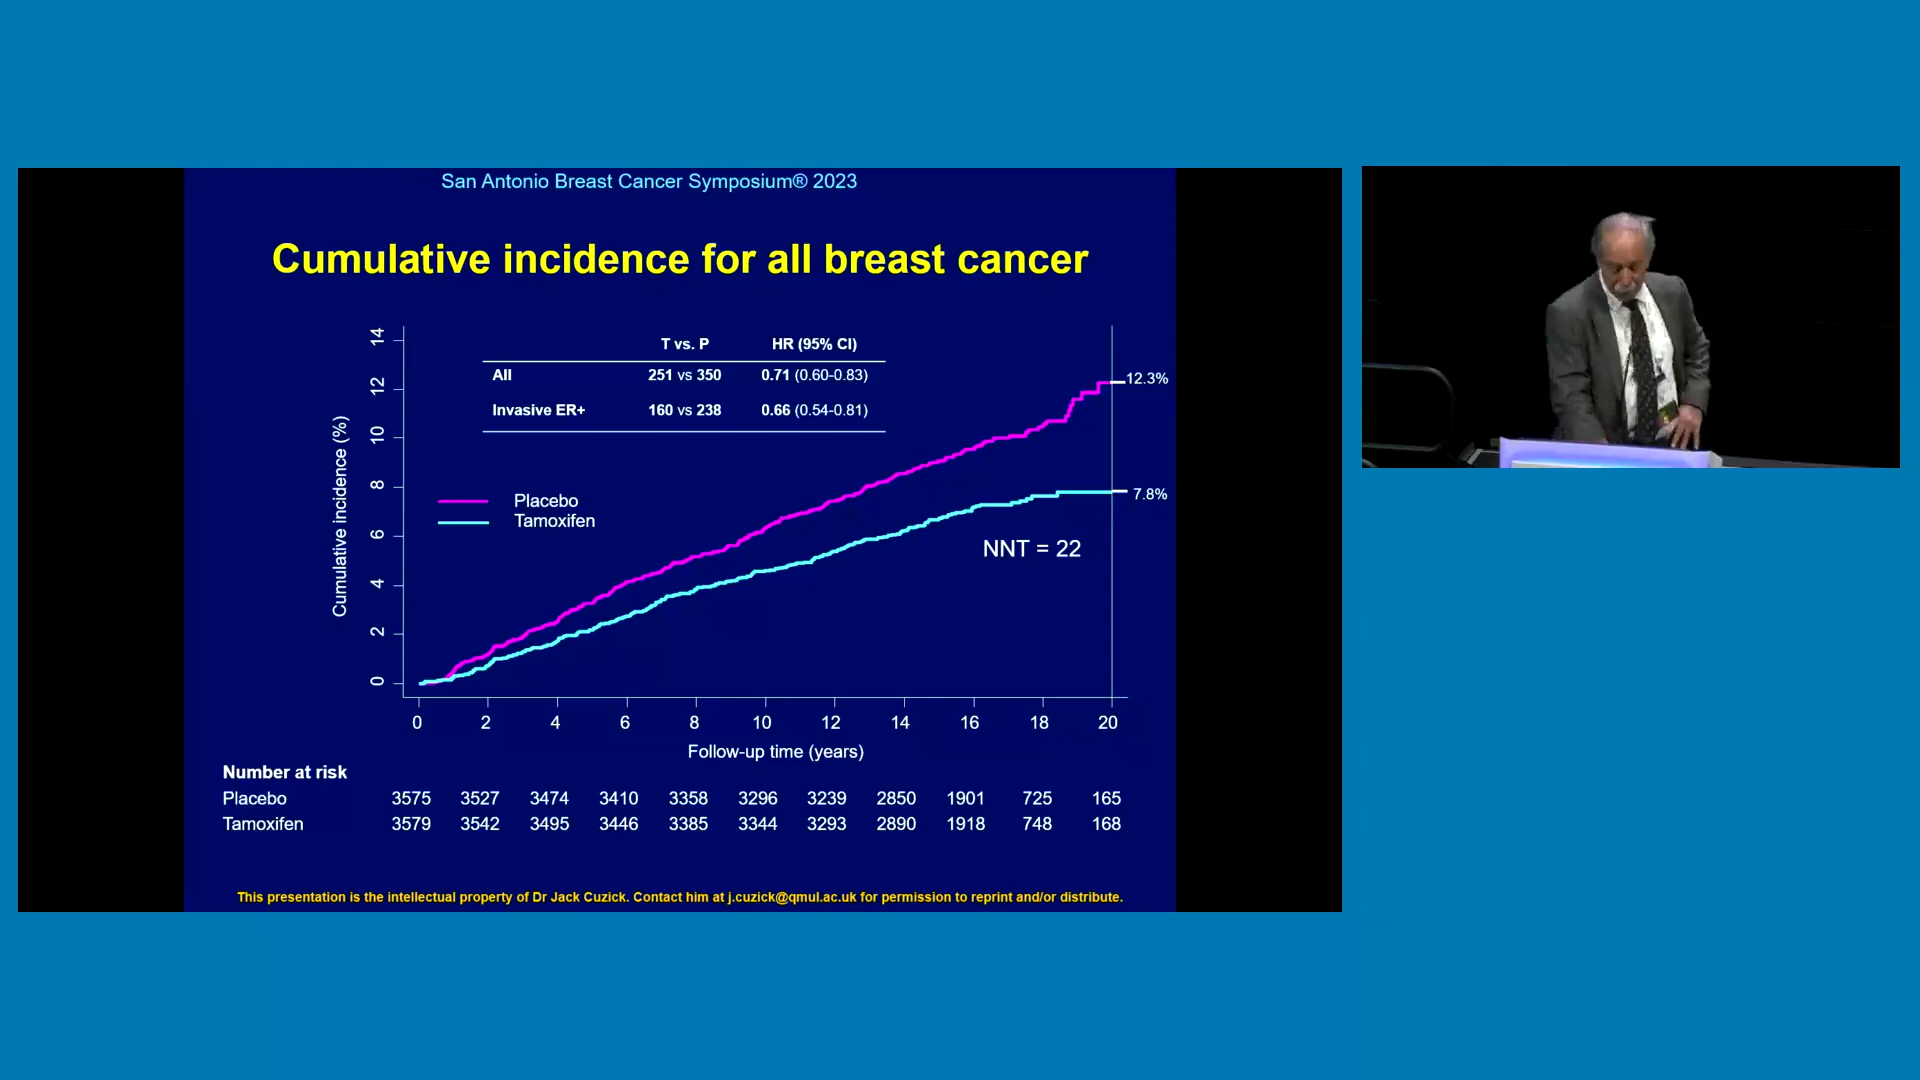 San Antonio Breast Cancer Symposium® 2023
Cumulative incidence for all breast cancer
T vs. P HR (95% CI)
All 251 vs 350 0.71 (0.60-0.83)
Invasive ER+ 160 vs 238 0.66 (0.54-0.81)
Placebo
Tamoxifen
12.3%
7.8%
NNT = 22
Cumulative incidence (%)
14
12
10
8
6
4
2
0
0 2 4 6 8 10 12 14 16 18 20
Follow-up time (years)
Number at risk
Placebo 3575 3527 3474 3410 3358 3296 3239 2850 1901 725 165
Tamoxifen 3579 3542 3495 3446 3385 3344 3293 2890 1918 748 168
This presentation is the intellectual property of Dr Jack Cuzick. Contact him at j.cuzick@qmul.ac.uk for permission to reprint and/or distribute.